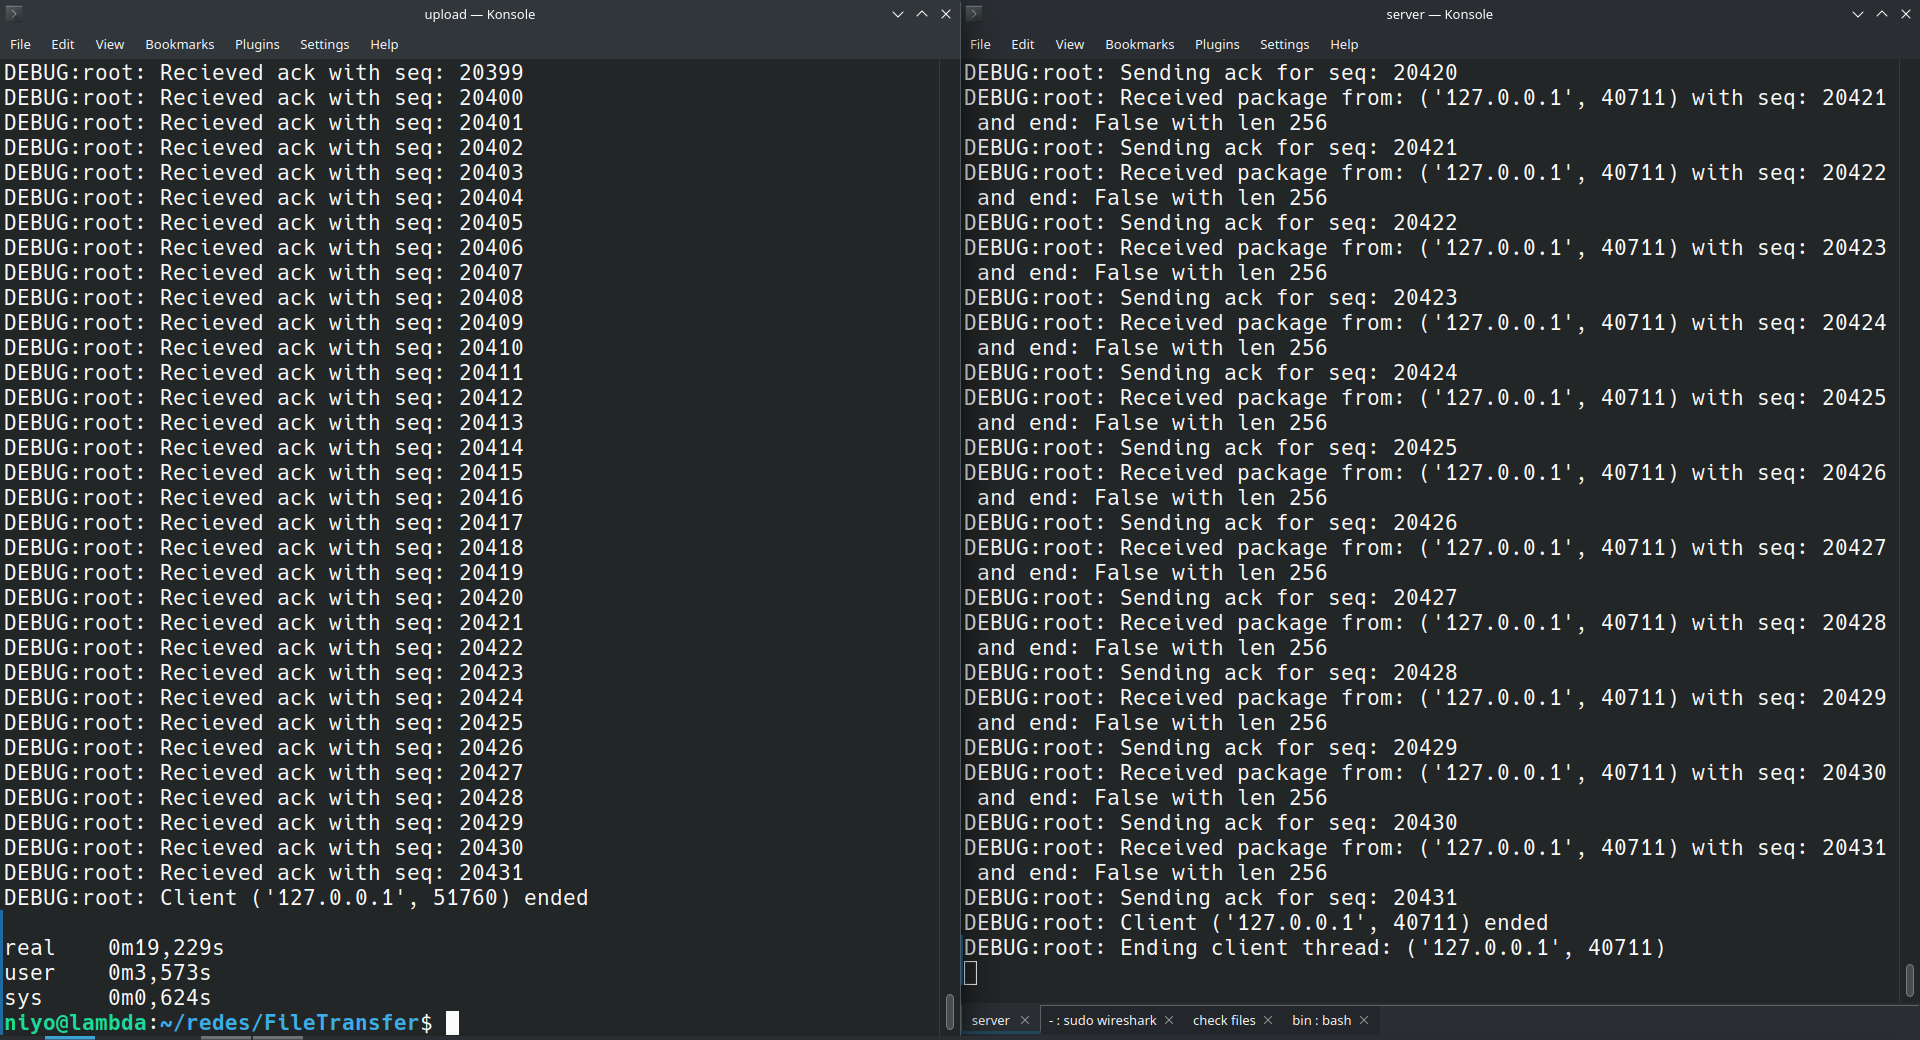 upload — Konsole
File Edit View Bookmarks Plugins Settings Help
DEBUG:root: Recieved ack with seq: 20399
DEBUG:root: Recieved ack with seq: 20400
DEBUG:root: Recieved ack with seq: 20401
DEBUG:root: Recieved ack with seq: 20402
DEBUG:root: Recieved ack with seq: 20403
DEBUG:root: Recieved ack with seq: 20404
DEBUG:root: Recieved ack with seq: 20405
DEBUG:root: Recieved ack with seq: 20406
DEBUG:root: Recieved ack with seq: 20407
DEBUG:root: Recieved ack with seq: 20408
DEBUG:root: Recieved ack with seq: 20409
DEBUG:root: Recieved ack with seq: 20410
DEBUG:root: Recieved ack with seq: 20411
DEBUG:root: Recieved ack with seq: 20412
DEBUG:root: Recieved ack with seq: 20413
DEBUG:root: Recieved ack with seq: 20414
DEBUG:root: Recieved ack with seq: 20415
DEBUG:root: Recieved ack with seq: 20416
DEBUG:root: Recieved ack with seq: 20417
DEBUG:root: Recieved ack with seq: 20418
DEBUG:root: Recieved ack with seq: 20419
DEBUG:root: Recieved ack with seq: 20420
DEBUG:root: Recieved ack with seq: 20421
DEBUG:root: Recieved ack with seq: 20422
DEBUG:root: Recieved ack with seq: 20423
DEBUG:root: Recieved ack with seq: 20424
DEBUG:root: Recieved ack with seq: 20425
DEBUG:root: Recieved ack with seq: 20426
DEBUG:root: Recieved ack with seq: 20427
DEBUG:root: Recieved ack with seq: 20428
DEBUG:root: Recieved ack with seq: 20429
DEBUG:root: Recieved ack with seq: 20430
DEBUG:root: Recieved ack with seq: 20431
DEBUG:root: Client ('127.0.0.1', 51760) ended
real 0m19,229s
user 0m3,573s
sys 0m0,624s
niyo@lambda:~/redes/FileTransfer$
server — Konsole
File Edit View Bookmarks Plugins Settings Help
DEBUG:root: Sending ack for seq: 20420
DEBUG:root: Received package from: ('127.0.0.1', 40711) with seq: 20421
and end: False with len 256
DEBUG:root: Sending ack for seq: 20421
DEBUG:root: Received package from: ('127.0.0.1', 40711) with seq: 20422
and end: False with len 256
DEBUG:root: Sending ack for seq: 20422
DEBUG:root: Received package from: ('127.0.0.1', 40711) with seq: 20423
and end: False with len 256
DEBUG:root: Sending ack for seq: 20423
DEBUG:root: Received package from: ('127.0.0.1', 40711) with seq: 20424
and end: False with len 256
DEBUG:root: Sending ack for seq: 20424
DEBUG:root: Received package from: ('127.0.0.1', 40711) with seq: 20425
and end: False with len 256
DEBUG:root: Sending ack for seq: 20425
DEBUG:root: Received package from: ('127.0.0.1', 40711) with seq: 20426
and end: False with len 256
DEBUG:root: Sending ack for seq: 20426
DEBUG:root: Received package from: ('127.0.0.1', 40711) with seq: 20427
and end: False with len 256
DEBUG:root: Sending ack for seq: 20427
DEBUG:root: Received package from: ('127.0.0.1', 40711) with seq: 20428
and end: False with len 256
DEBUG:root: Sending ack for seq: 20428
DEBUG:root: Received package from: ('127.0.0.1', 40711) with seq: 20429
and end: False with len 256
DEBUG:root: Sending ack for seq: 20429
DEBUG:root: Received package from: ('127.0.0.1', 40711) with seq: 20430
and end: False with len 256
DEBUG:root: Sending ack for seq: 20430
DEBUG:root: Received package from: ('127.0.0.1', 40711) with seq: 20431
and end: False with len 256
DEBUG:root: Sending ack for seq: 20431
DEBUG:root: Client ('127.0.0.1', 40711) ended
DEBUG:root: Ending client thread: ('127.0.0.1', 40711)
server - : sudo wireshark check files bin : bash